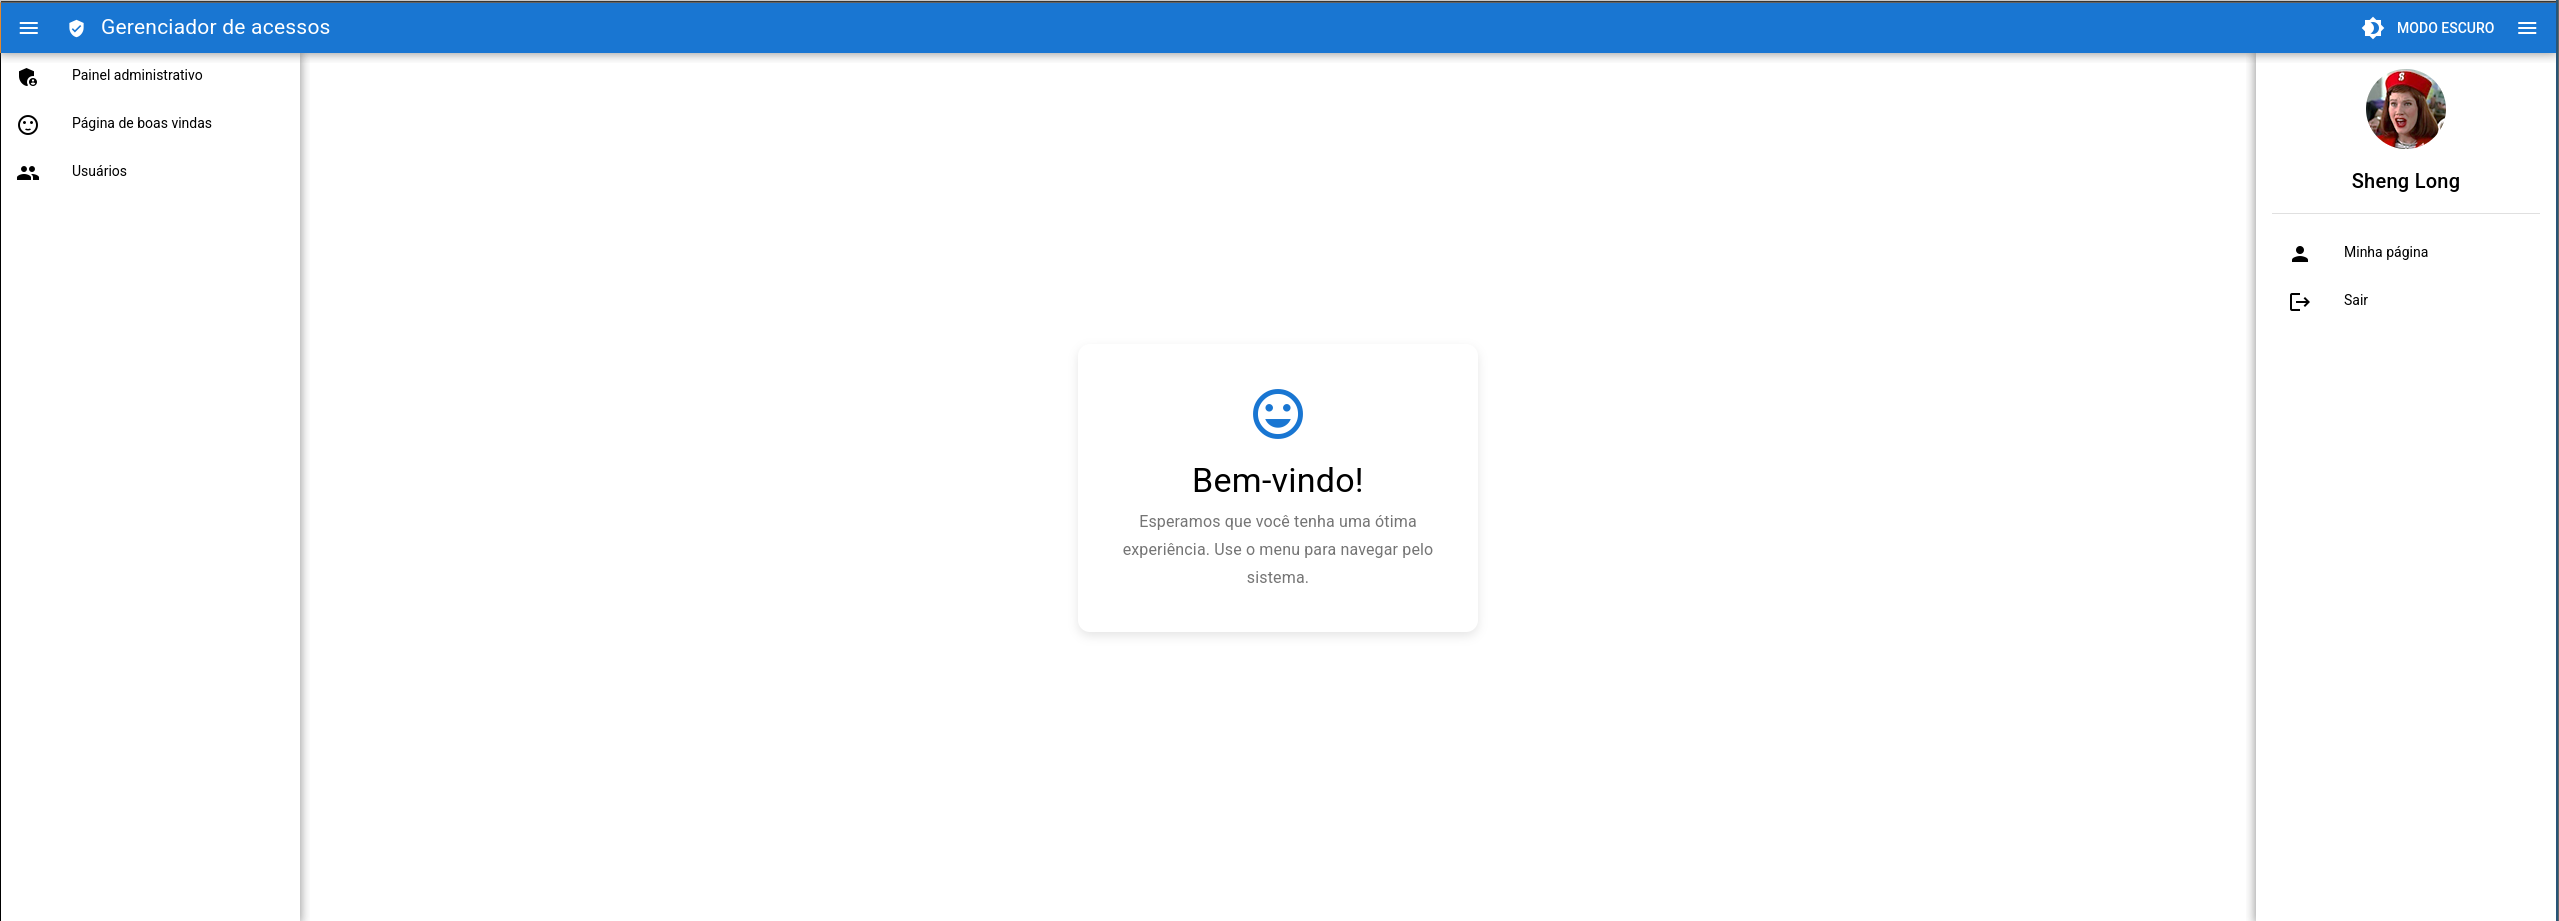 Gerenciador de acessos
MODO ESCURO
Painel administrativo
Página de boas vindas
Usuários
Bem-vindo!
Esperamos que você tenha uma ótima
experiência. Use o menu para navegar pelo
sistema.
S
Sheng Long
Minha página
Sair